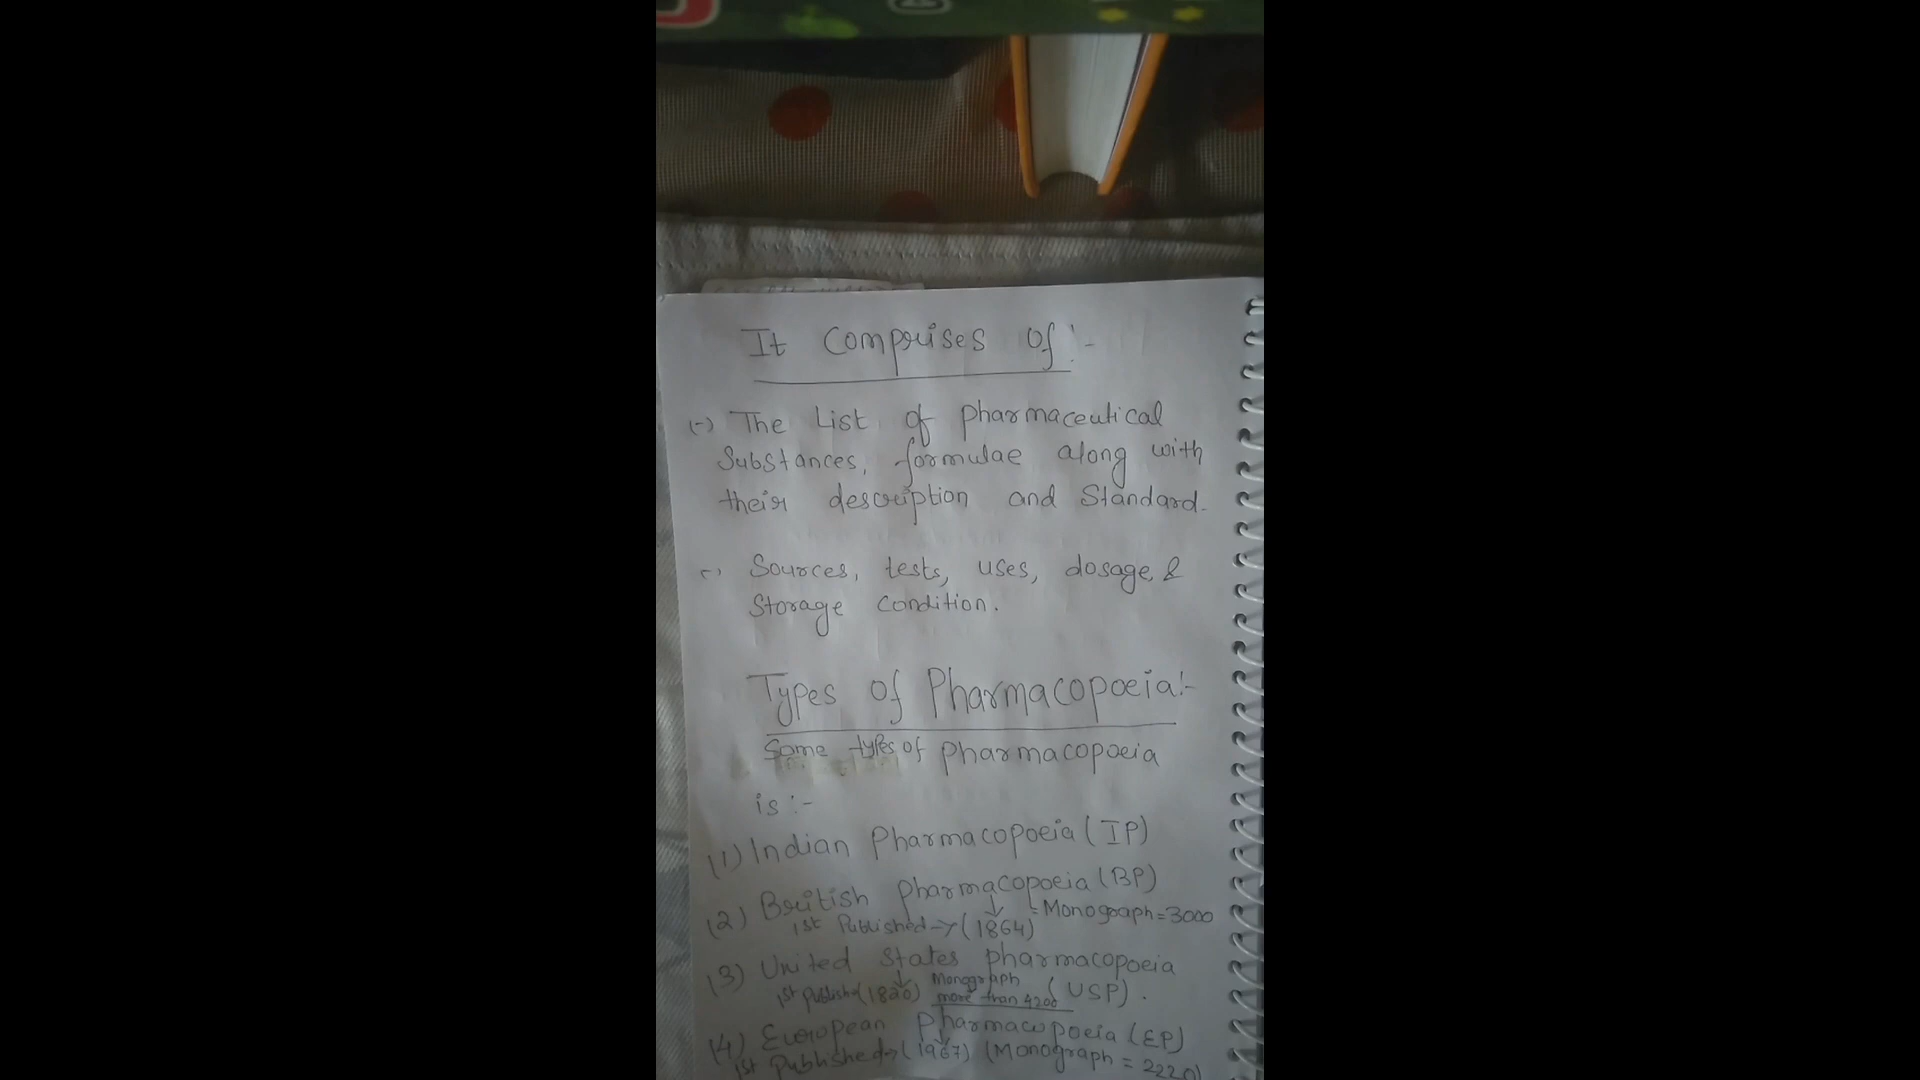 It Comprises of :-
(-) The List of pharmaceutical
Substances, formulae along with
their description and Standard.
(-) Sources, tests, uses, dosage, &
Storage condition.
Types of Pharmacopoeia:-
Some types of pharmacopoeia
is :-
(1) Indian Pharmacopoeia (IP)
(2) British pharmacopoeia (BP)
1st Published → (1864) = Monograph = 3000
(3) United States pharmacopoeia
1st publish (1820) Monograph more than 4200 (USP).
(4) European Pharmacopoeia (EP)
1st Published → (1967) (Monograph = 2220)